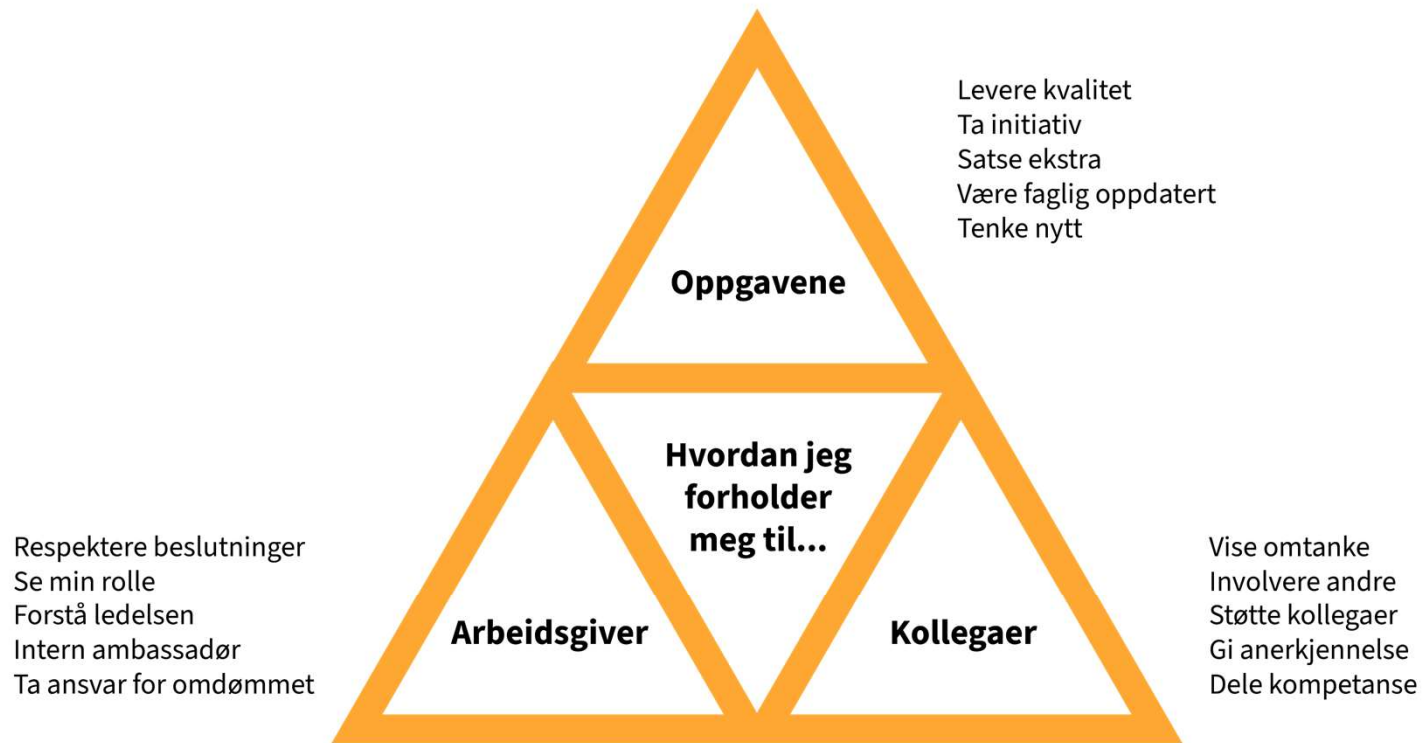 Levere kvalitet
Ta initiativ
Satse ekstra
Være faglig oppdatert
Tenke nytt
Oppgavene
Hvordan jeg
forholder
meg til...
Respektere beslutninger
Se min rolle
Forstå ledelsen
Intern ambassadør
Ta ansvar for omdømmet
Arbeidsgiver
Kollegaer
Vise omtanke
Involvere andre
Støtte kollegaer
Gi anerkjennelse
Dele kompetanse